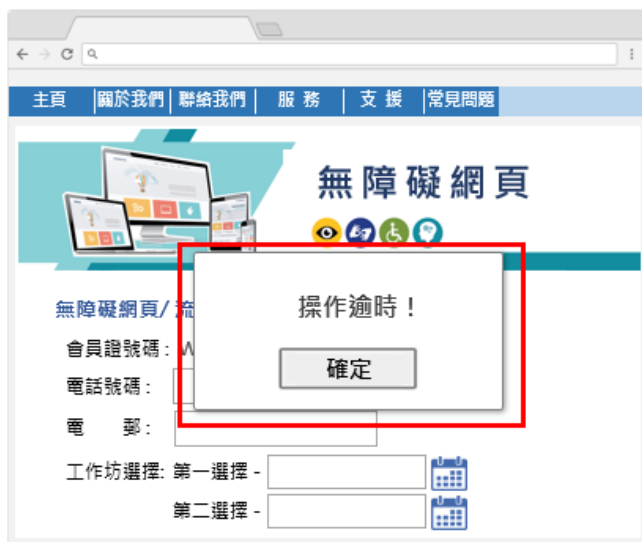 主頁 關於我們 聯絡我們 服 務 支 援 常見問題
無障礙網頁
操作逾時！
無障礙網頁/ 流
會員證號碼:
確定
電話號碼 :
電 郵 :
工作坊選擇: 第一選擇 -
第二選擇 -